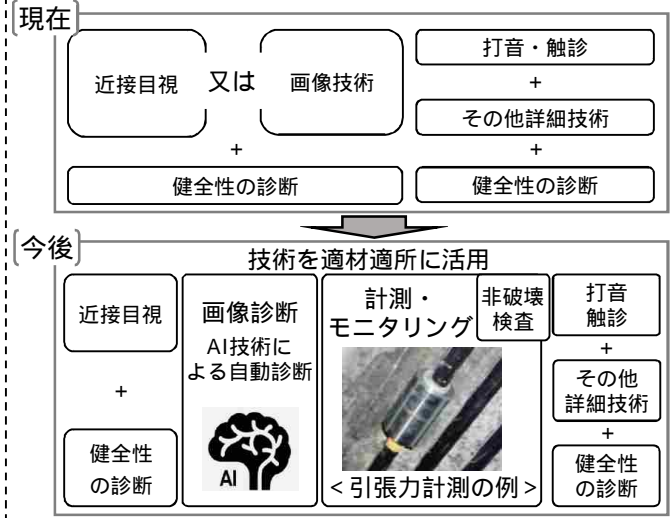 現在
近接目視
又は
画像技術
+
健全性の診断
打音・触診
+
その他詳細技術
+
健全性の診断
今後
技術を適材適所に活用
近接目視
+
健全性
の診断
画像診断
AI技術に
よる自動診断
AI
計測・
モニタリング
<引張力計測の例>
非破壊
検査
打音
触診
+
その他
詳細技術
+
健全性
の診断